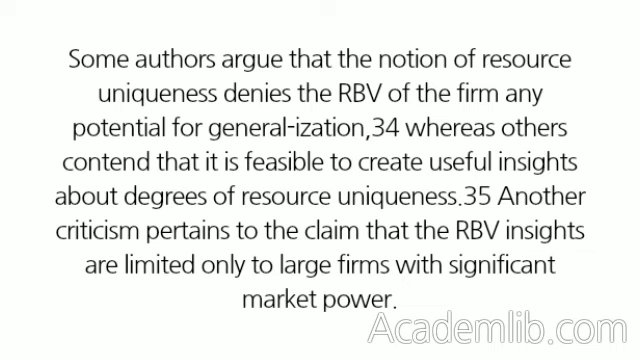 Some authors argue that the notion of resource
uniqueness denies the RBV of the firm any
potential for general-ization,34 whereas others
contend that it is feasible to create useful insights
about degrees of resource uniqueness.35 Another
criticism pertains to the claim that the RBV insights
are limited only to large firms with significant
market power.
Academlib.com